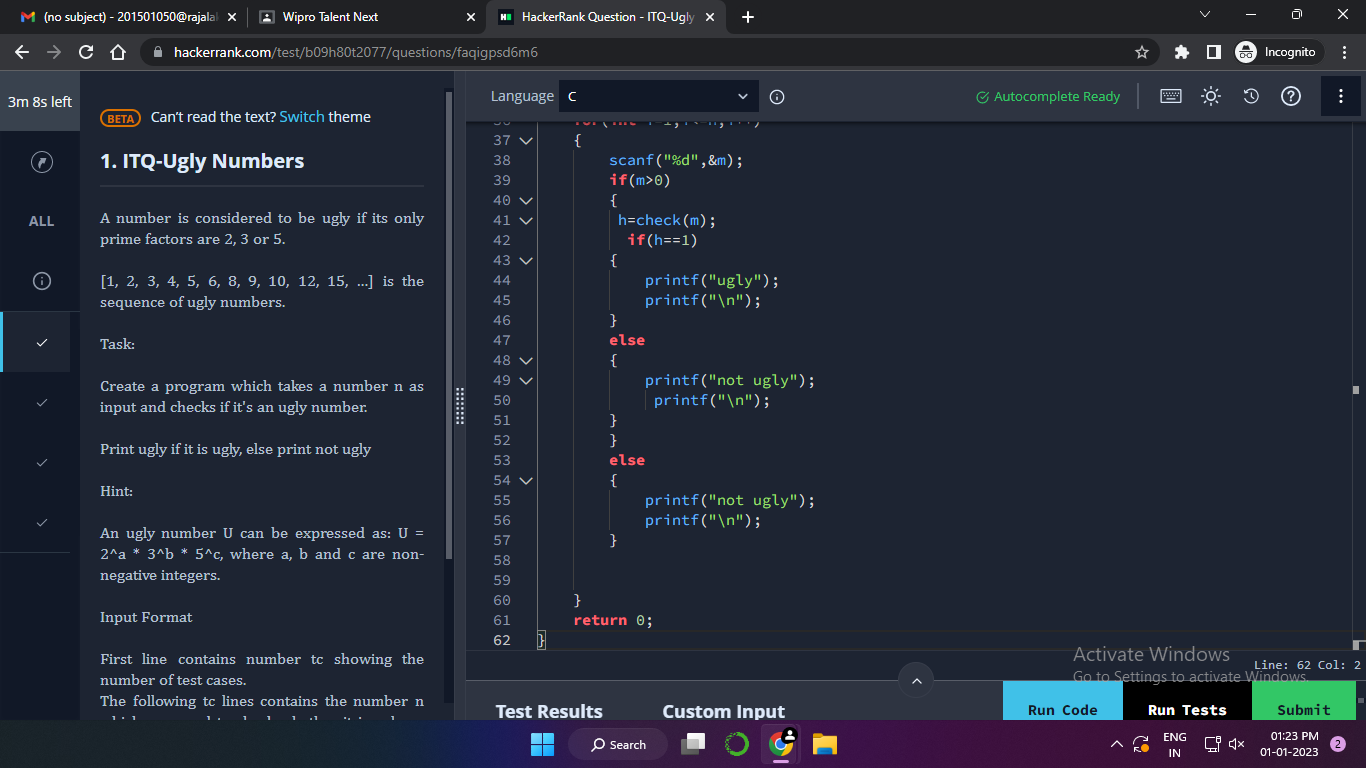 (no subject) - 201501050@rajalal
Wipro Talent Next
HackerRank Question - ITQ-Ugly
hackerrank.com/test/b09h80t2077/questions/faqigpsd6m6
Incognito
3m 8s left
ALL
BETA Can't read the text? Switch theme
1. ITQ-Ugly Numbers
A number is considered to be ugly if its only
prime factors are 2, 3 or 5.
[1, 2, 3, 4, 5, 6, 8, 9, 10, 12, 15, ...] is the
sequence of ugly numbers.
Task:
Create a program which takes a number n as
input and checks if it's an ugly number.
Print ugly if it is ugly, else print not ugly
Hint:
An ugly number U can be expressed as: U =
2^a * 3^b * 5^c, where a, b and c are non-
negative integers.
Input Format
First line contains number tc showing the
number of test cases.
The following tc lines contains the number n
Language C
Autocomplete Ready
37 {
38 scanf("%d",&m);
39 if(m>0)
40 {
41 h=check(m);
42 if(h==1)
43 {
44 printf("ugly");
45 printf("\n");
46 }
47 else
48 {
49 printf("not ugly");
50 printf("\n");
51 }
52 }
53 else
54 {
55 printf("not ugly");
56 printf("\n");
57 }
58
59
60 }
61 return 0;
62 }
Activate Windows
Go to Settings to activate Windows.
Line: 62 Col: 2
Test Results
Custom Input
Run Code
Run Tests
Submit
Search
ENG
IN
01:23 PM
01-01-2023
2